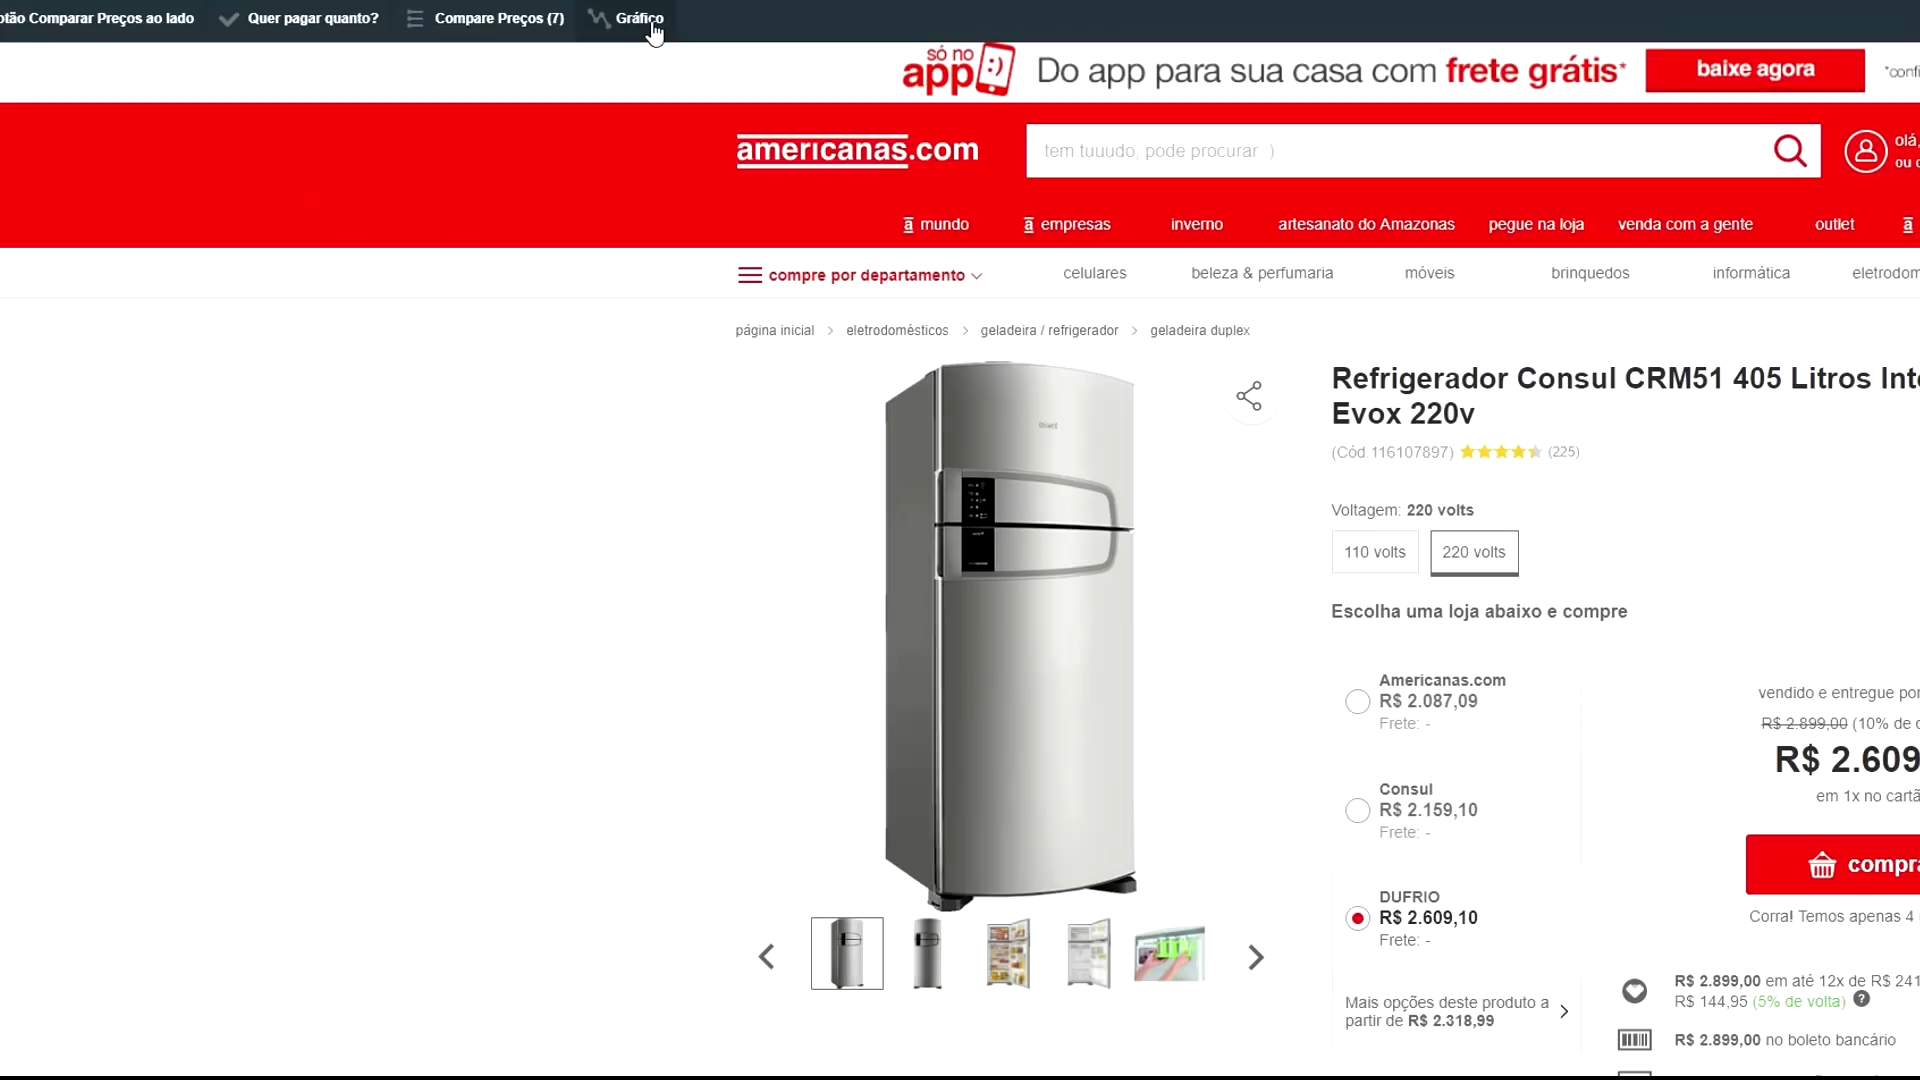 otão Comparar Preços ao lado
Quer pagar quanto?
Compare Preços (7)
Gráfico
só no
app
Do app para sua casa com frete grátis*
baixe agora
*confi
americanas.com
tem tuuudo, pode procurar :)
olá,
ou c
ā mundo
ā empresas
inverno
artesanato do Amazonas
pegue na loja
venda com a gente
outlet
ā
compre por departamento
celulares
beleza & perfumaria
móveis
brinquedos
informática
eletrodom
página inicial > eletrodomésticos > geladeira / refrigerador > geladeira duplex
Refrigerador Consul CRM51 405 Litros Inte
Evox 220v
(Cód.116107897)
(225)
Voltagem: 220 volts
110 volts
220 volts
Escolha uma loja abaixo e compre
Americanas.com
R$ 2.087,09
Frete: -
Consul
R$ 2.159,10
Frete: -
DUFRIO
R$ 2.609,10
Frete: -
Mais opções deste produto a
partir de R$ 2.318,99
vendido e entregue por
R$ 2.899,00 (10% de d
R$ 2.609
em 1x no cartã
compra
Corra! Temos apenas 4
R$ 2.899,00 em até 12x de R$ 241
R$ 144,95 (5% de volta) ?
R$ 2.899,00 no boleto bancário